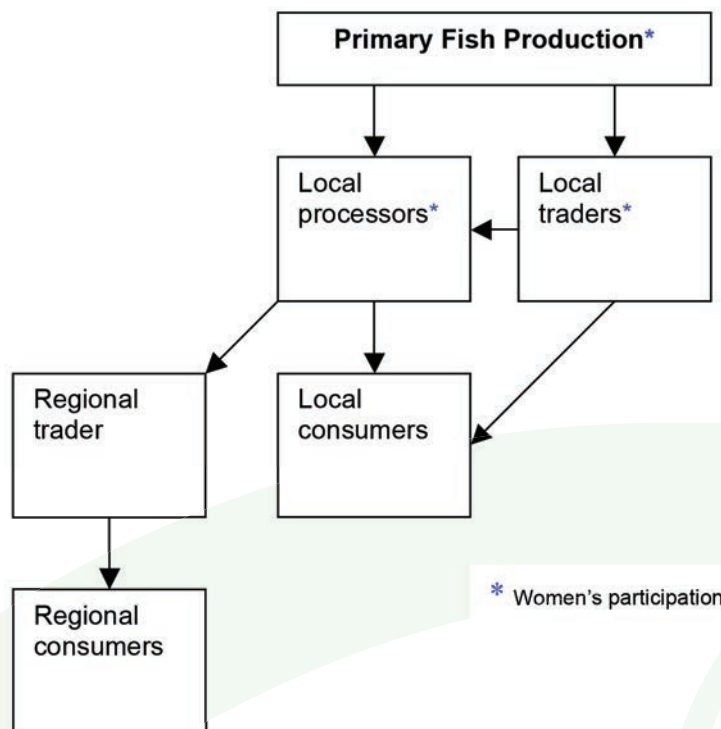 Primary Fish Production*
Local
processors*
Local
traders*
Regional
trader
Local
consumers
* Women's participation
Regional
consumers